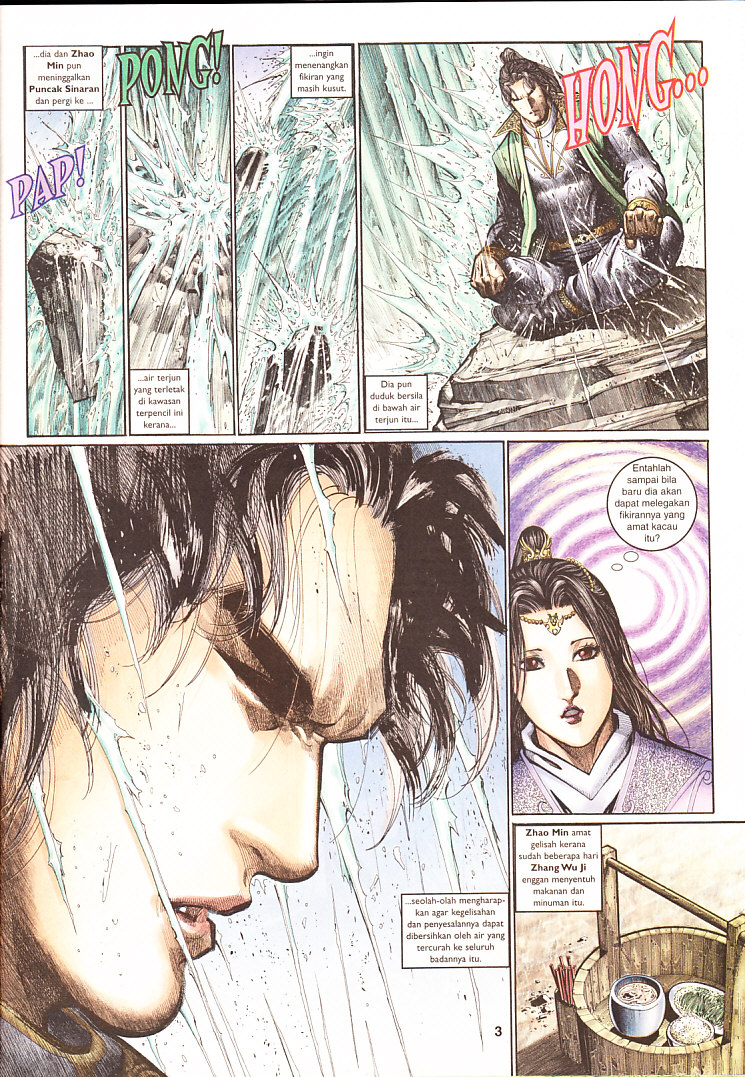 ...dia dan Zhao
Min pun
meninggalkan
Puncak Sinaran
dan pergi ke ...
PAP!
PONG!
...air terjun
yang terletak
di kawasan
terpencil ini
kerana...
...ingin
menenangkan
fikiran yang
masih kusut.
HONG...
Dia pun
duduk bersila
di bawah air
terjun itu...
Entahlah
sampai bila
baru dia akan
dapat melegakan
fikirannya yang
amat kacau
itu?
...seolah-olah mengharap-
kan agar kegelisahan
dan penyesalannya dapat
dibersihkan oleh air yang
tercurah ke seluruh
badannya itu.
Zhao Min amat
gelisah kerana
sudah beberapa hari
Zhang Wu Ji
enggan menyentuh
makanan dan
minuman itu.
3